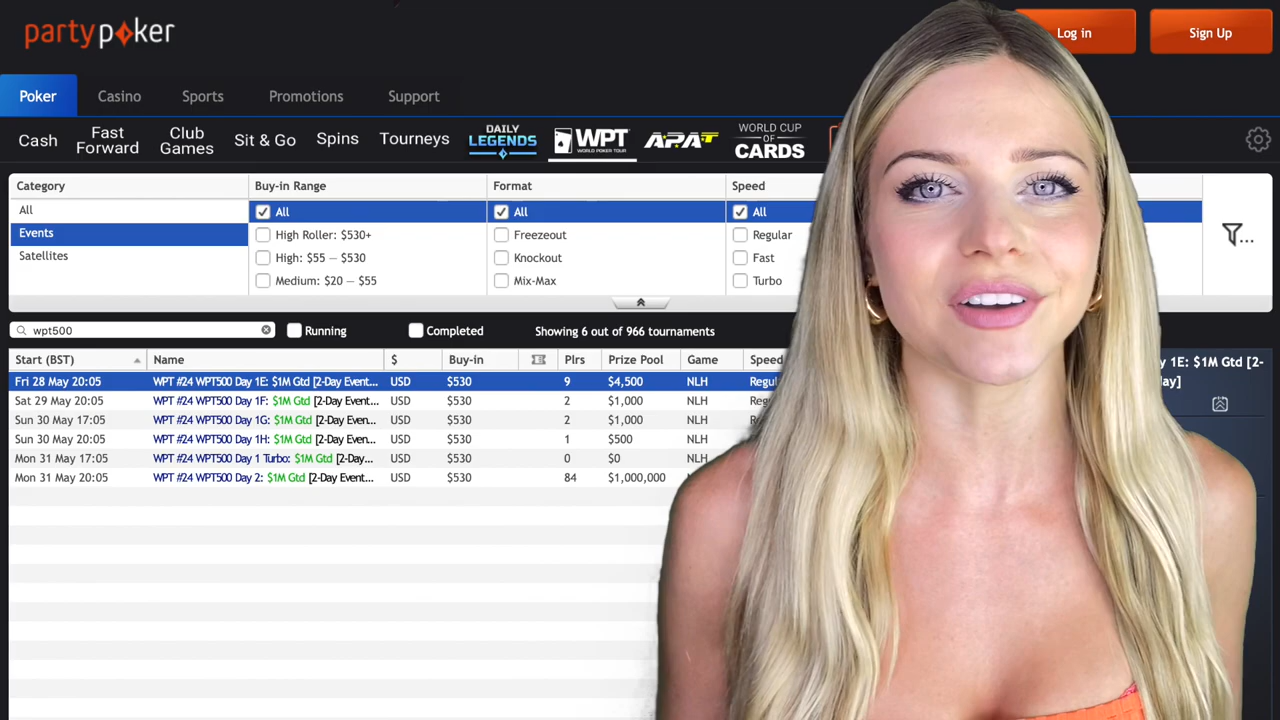 partypoker
Log in
Sign Up
Poker Casino Sports Promotions Support
Cash
Fast Forward
Club Games
Sit & Go
Spins
Tourneys
DAILY LEGENDS
WPT WORLD POKER TOUR
APAT
WORLD CUP OF CARDS
Category Buy-in Range Format Speed
All All All All
Events High Roller: $530+ Freezeout Regular
Satellites High: $55 — $530 Knockout Fast
Medium: $20 — $55 Mix-Max Turbo
wpt500 Running Completed Showing 6 out of 966 tournaments
Start (BST) Name $ Buy-in Plrs Prize Pool Game Speed
Fri 28 May 20:05 WPT #24 WPT500 Day 1E: $1M Gtd [2-Day Event... USD $530 9 $4,500 NLH
Sat 29 May 20:05 WPT #24 WPT500 Day 1F: $1M Gtd [2-Day Event... USD $530 2 $1,000 NLH
Sun 30 May 17:05 WPT #24 WPT500 Day 1G: $1M Gtd [2-Day Even... USD $530 2 $1,000 NLH
Sun 30 May 20:05 WPT #24 WPT500 Day 1H: $1M Gtd [2-Day Even... USD $530 1 $500 NLH
Mon 31 May 17:05 WPT #24 WPT500 Day 1 Turbo: $1M Gtd [2-Day... USD $530 0 $0 NLH
Mon 31 May 20:05 WPT #24 WPT500 Day 2: $1M Gtd [2-Day Event... USD $530 84 $1,000,000
1E: $1M Gtd [2-